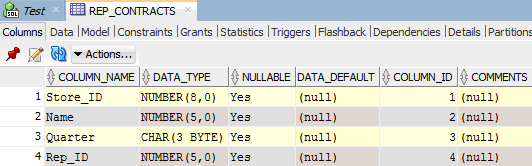 SQL Test REP_CONTRACTS
Columns Data Model Constraints Grants Statistics Triggers Flashback Dependencies Details Partitions
Actions...
COLUMN_NAME DATA_TYPE NULLABLE DATA_DEFAULT COLUMN_ID COMMENTS
1 Store_ID NUMBER(8,0) Yes (null) 1 (null)
2 Name NUMBER(5,0) Yes (null) 2 (null)
3 Quarter CHAR(3 BYTE) Yes (null) 3 (null)
4 Rep_ID NUMBER(5,0) Yes (null) 4 (null)